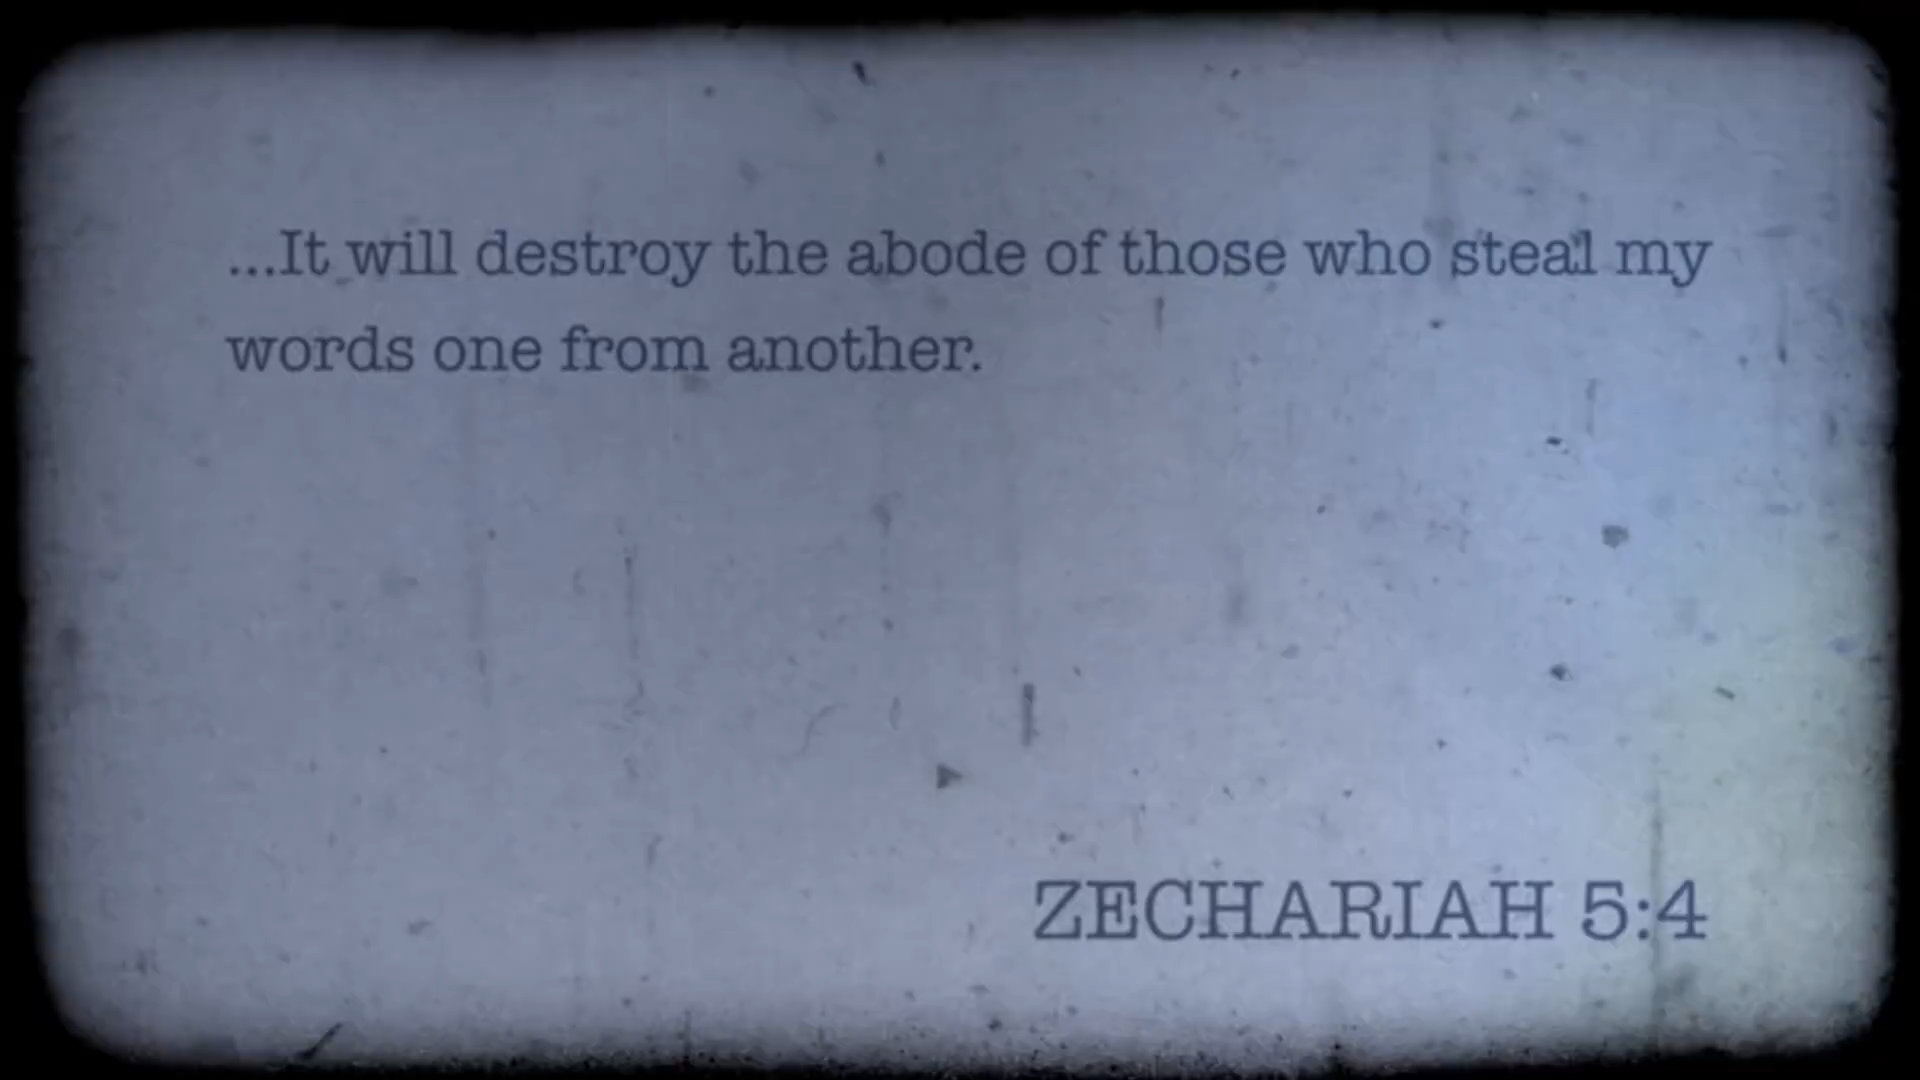 ...It will destroy the abode of those who steal my
words one from another.
ZECHARIAH 5:4